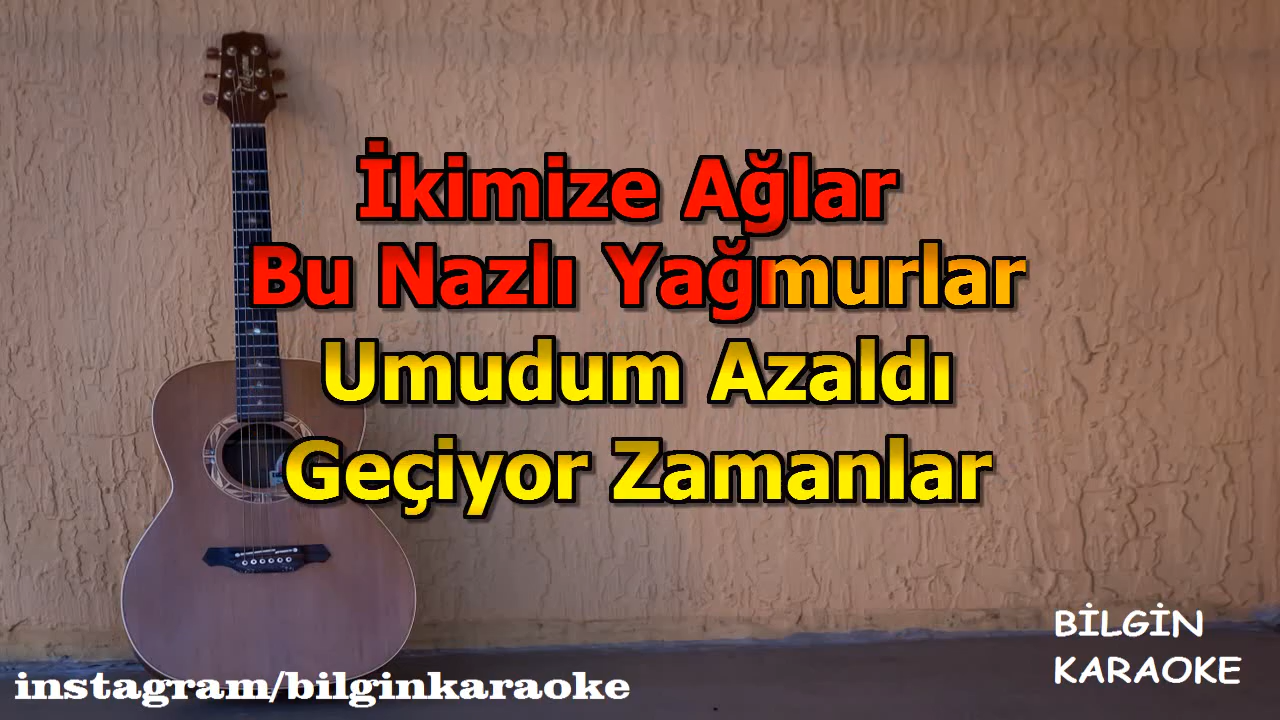 İkimize Ağlar
Bu Nazlı Yağmurlar
Umudum Azaldı
Geçiyor Zamanlar
BİLGİN
KARAOKE
instagram/bilginkaraoke